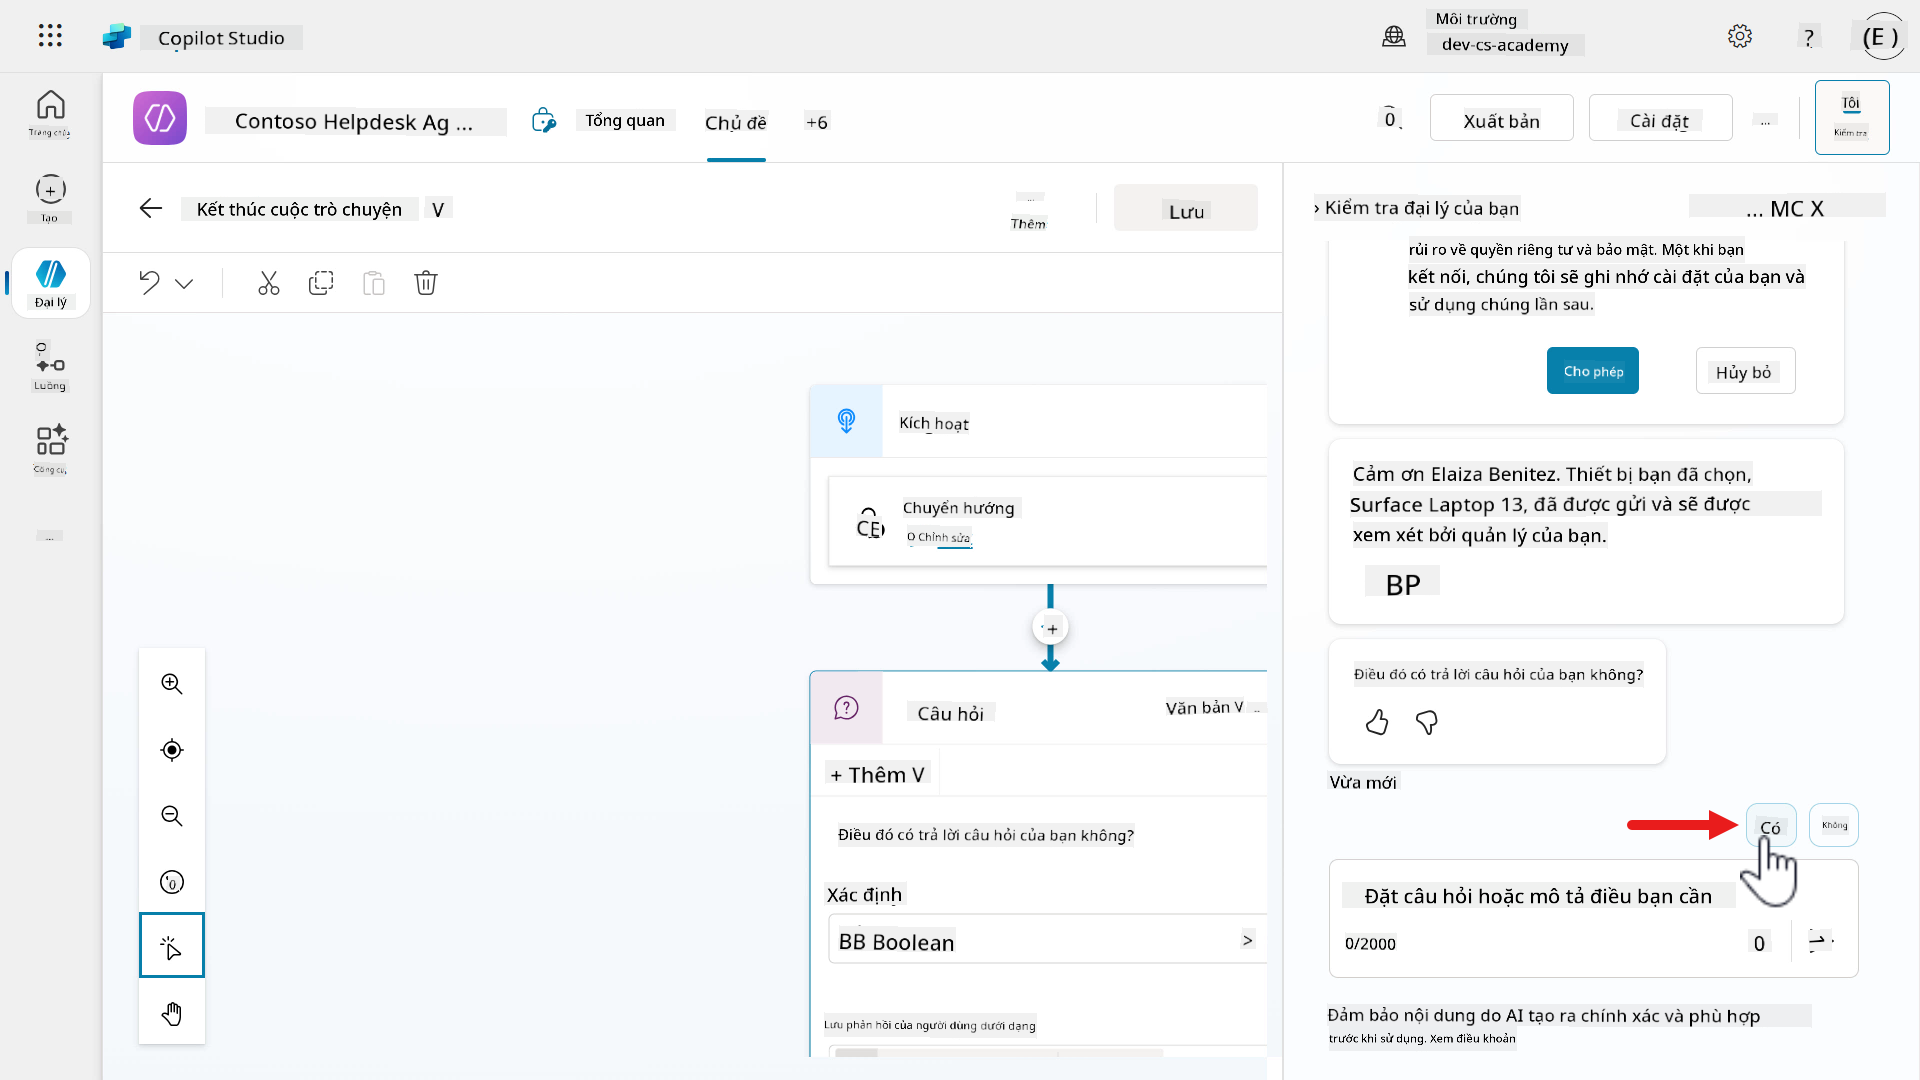 Copilot Studio
Môi trường
dev-cs-academy
?
(E )
Trang chủ
Tạo
Đại lý
Luồng
Công cụ
...
Contoso Helpdesk Ag ...
Tổng quan
Chủ đề
+6
0
Xuất bản
Cài đặt
...
Tôi
Kiểm tra
Kết thúc cuộc trò chuyện V
...
Thêm
Lưu
Kích hoạt
CE
Chuyển hướng
O Chỉnh sửa
+
Câu hỏi
Văn bản V ..
+ Thêm V
Điều đó có trả lời câu hỏi của bạn không?
Xác định
BB Boolean >
Lưu phản hồi của người dùng dưới dạng
› Kiểm tra đại lý của bạn
... MC X
rủi ro về quyền riêng tư và bảo mật. Một khi bạn
kết nối, chúng tôi sẽ ghi nhớ cài đặt của bạn và
sử dụng chúng lần sau.
Cho phép
Hủy bỏ
Cảm ơn Elaiza Benitez. Thiết bị bạn đã chọn,
Surface Laptop 13, đã được gửi và sẽ được
xem xét bởi quản lý của bạn.
BP
Điều đó có trả lời câu hỏi của bạn không?
Vừa mới
Có
Không
Đặt câu hỏi hoặc mô tả điều bạn cần
0/2000
0
Đảm bảo nội dung do AI tạo ra chính xác và phù hợp
trước khi sử dụng. Xem điều khoản